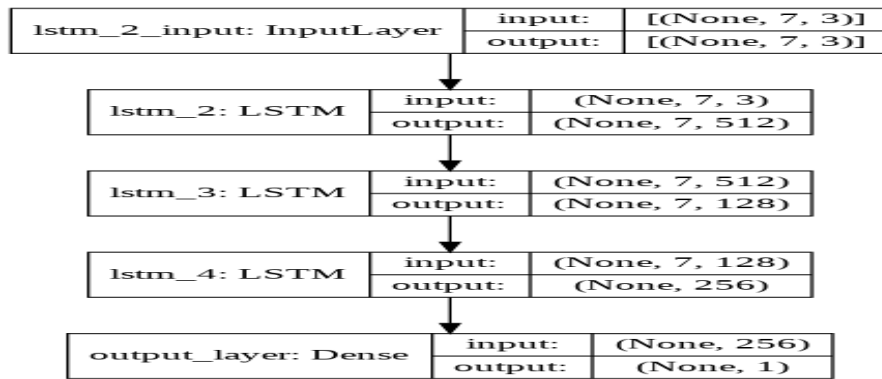 lstm_2_input: InputLayer
input: [(None, 7, 3)]
output: [(None, 7, 3)]
lstm_2: LSTM
input: (None, 7, 3)
output: (None, 7, 512)
lstm_3: LSTM
input: (None, 7, 512)
output: (None, 7, 128)
lstm_4: LSTM
input: (None, 7, 128)
output: (None, 256)
output_layer: Dense
input: (None, 256)
output: (None, 1)